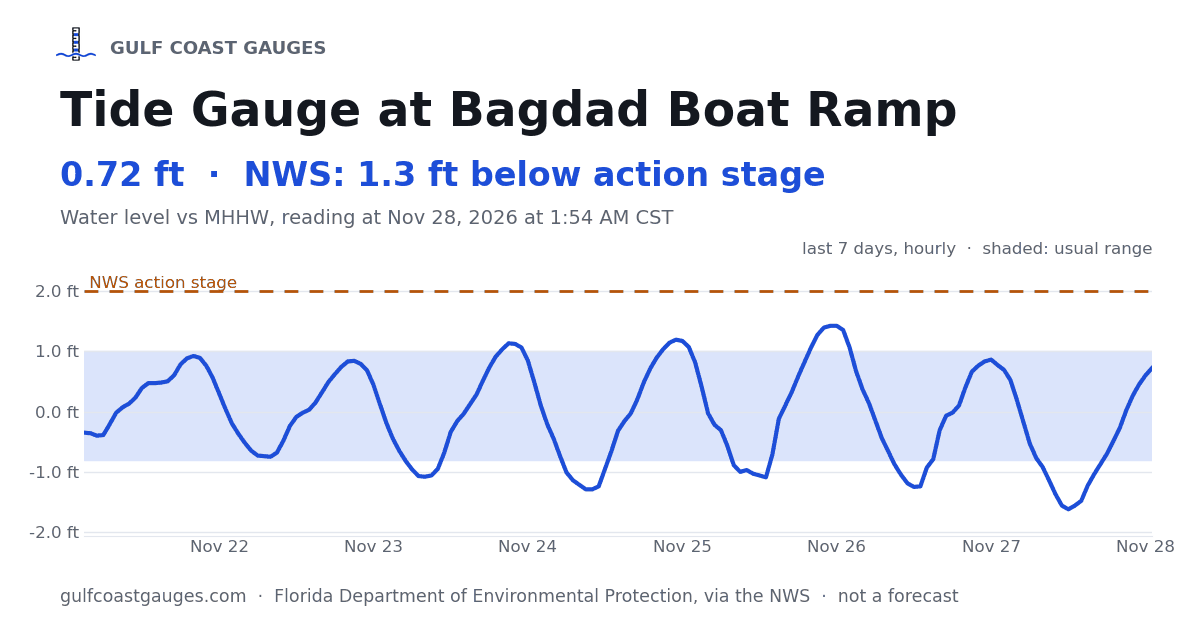 GULF COAST GAUGES
Tide Gauge at Bagdad Boat Ramp
0.72 ft · NWS: 1.3 ft below action stage
Water level vs MHHW, reading at Nov 28, 2026 at 1:54 AM CST
last 7 days, hourly · shaded: usual range
NWS action stage
2.0 ft
1.0 ft
0.0 ft
-1.0 ft
-2.0 ft
Nov 22 Nov 23 Nov 24 Nov 25 Nov 26 Nov 27 Nov 28
gulfcoastgauges.com · Florida Department of Environmental Protection, via the NWS · not a forecast